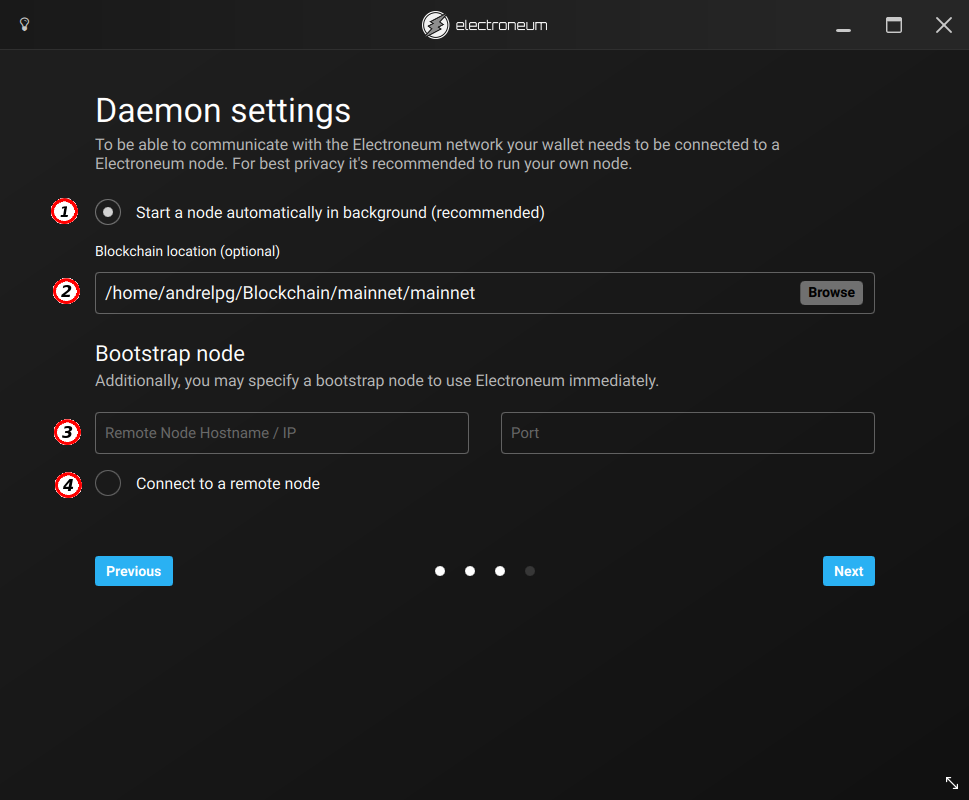 electroneum
Daemon settings
To be able to communicate with the Electroneum network your wallet needs to be connected to a
Electroneum node. For best privacy it's recommended to run your own node.
1 Start a node automatically in background (recommended)
Blockchain location (optional)
2 /home/andrelpg/Blockchain/mainnet/mainnet Browse
Bootstrap node
Additionally, you may specify a bootstrap node to use Electroneum immediately.
3 Remote Node Hostname / IP Port
4 Connect to a remote node
Previous Next